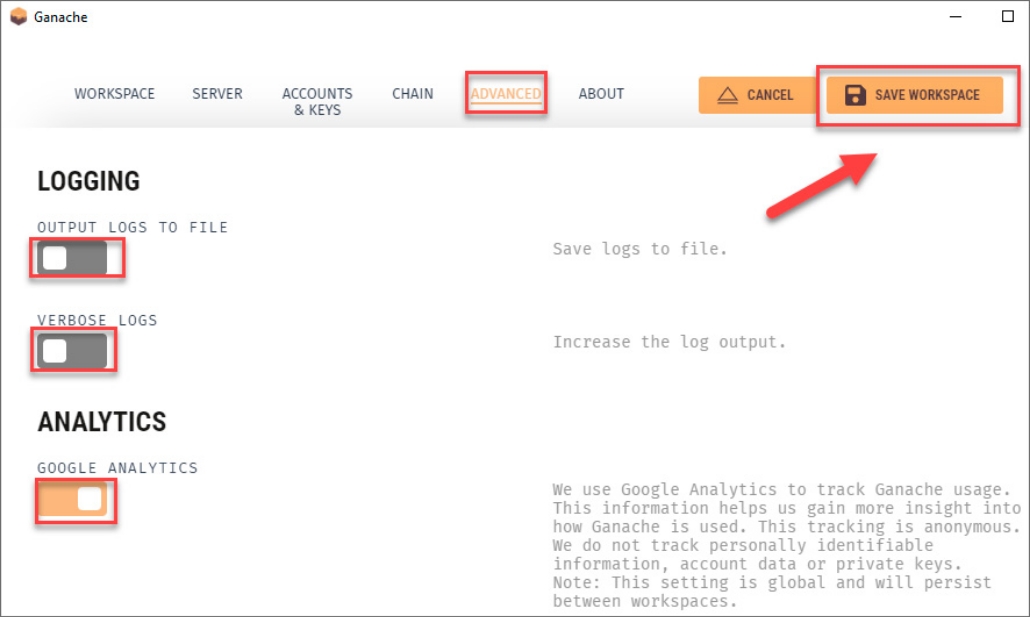 Ganache
WORKSPACE
SERVER
ACCOUNTS
& KEYS
CHAIN
ADVANCED
ABOUT
CANCEL
SAVE WORKSPACE
LOGGING
OUTPUT LOGS TO FILE
Save logs to file.
VERBOSE LOGS
Increase the log output.
ANALYTICS
GOOGLE ANALYTICS
We use Google Analytics to track Ganache usage.
This information helps us gain more insight into
how Ganache is used. This tracking is anonymous.
We do not track personally identifiable
information, account data or private keys.
Note: This setting is global and will persist
between workspaces.